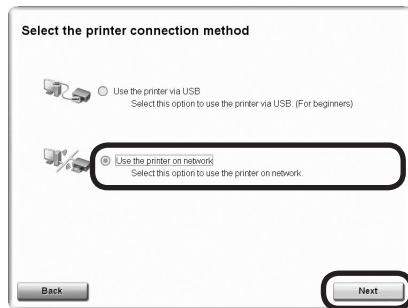 Select the printer connection method
Use the printer via USB
Select this option to use the printer via USB. (For beginners)
Use the printer on network
Select this option to use the printer on network.
Back
Next